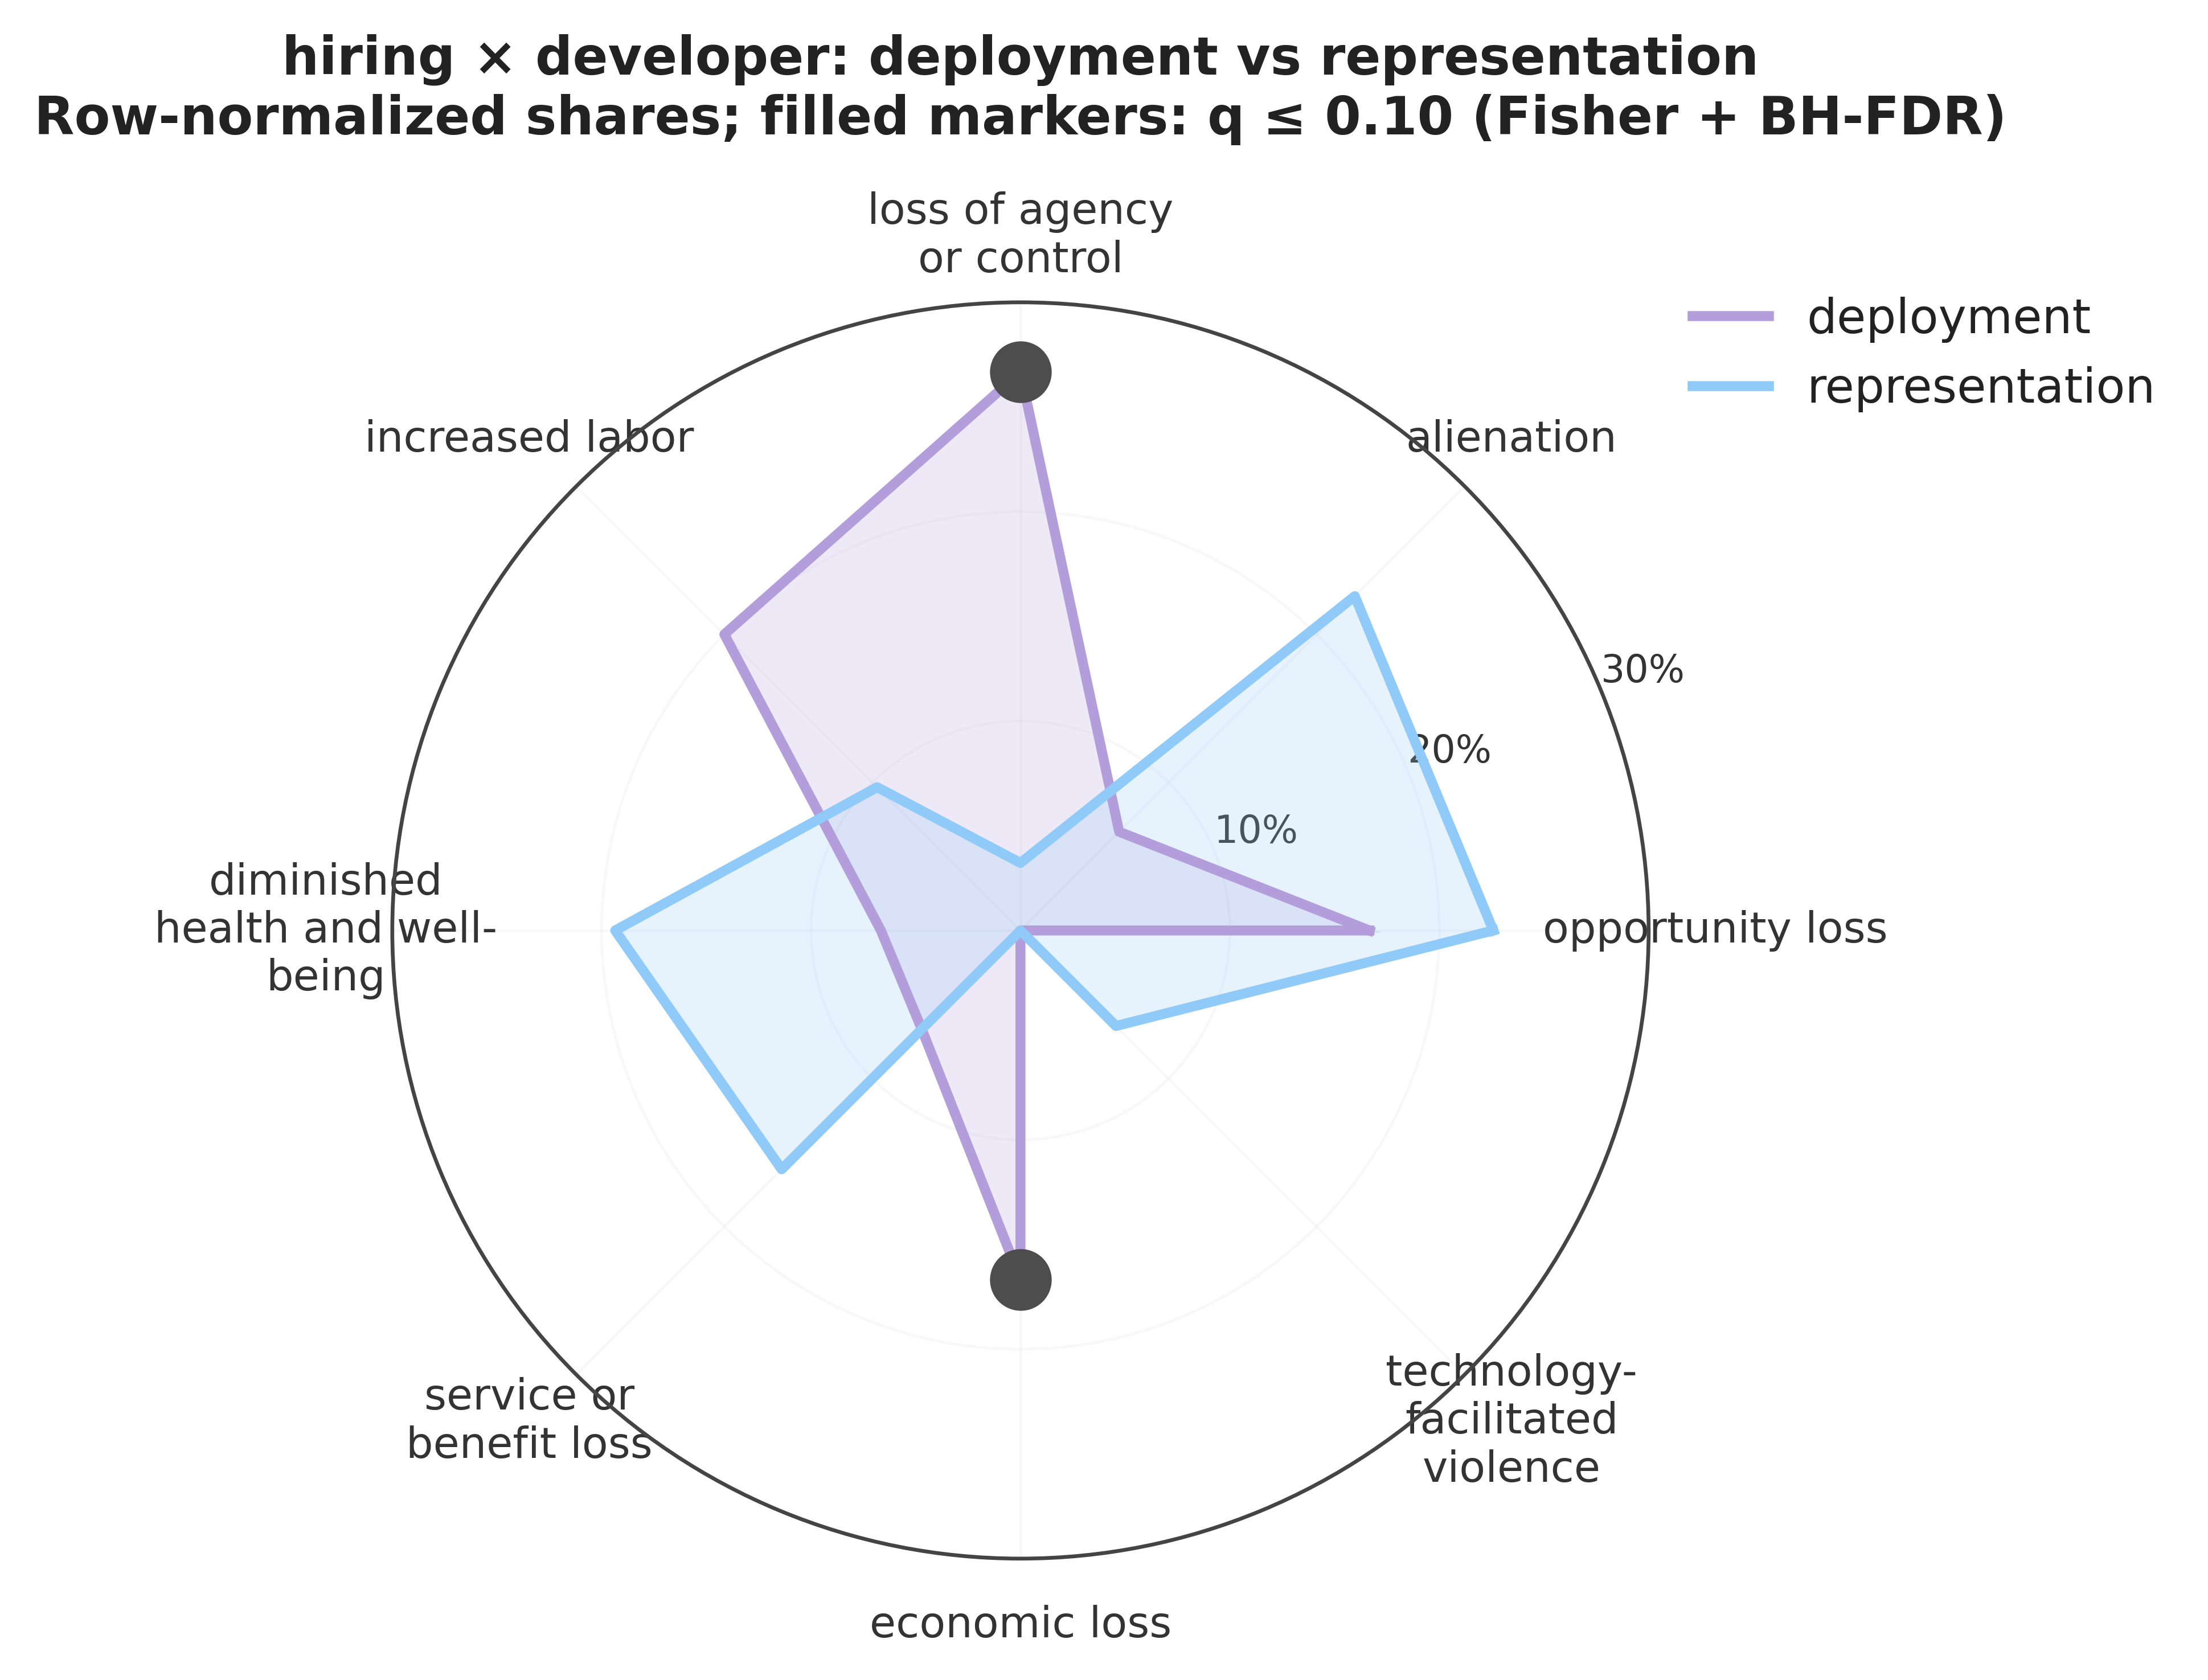 hiring × developer: deployment vs representation
Row-normalized shares; filled markers: q ≤ 0.10 (Fisher + BH-FDR)
loss of agency
or control
deployment
representation
increased labor
alienation
30%
20%
10%
diminished
health and well-
being
opportunity loss
technology-
facilitated
violence
service or
benefit loss
economic loss